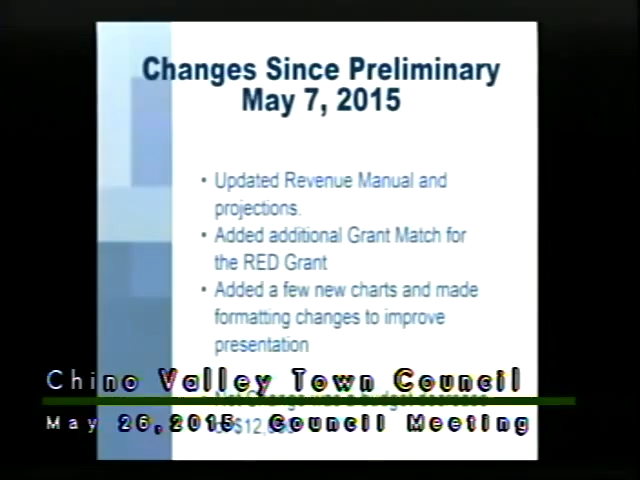 Changes Since Preliminary
May 7, 2015
• Updated Revenue Manual and
projections.
• Added additional Grant Match for
the RED Grant
• Added a few new charts and made
formatting changes to improve
presentation
Chino Valley Town Council
May 26,2015 Council Meeting